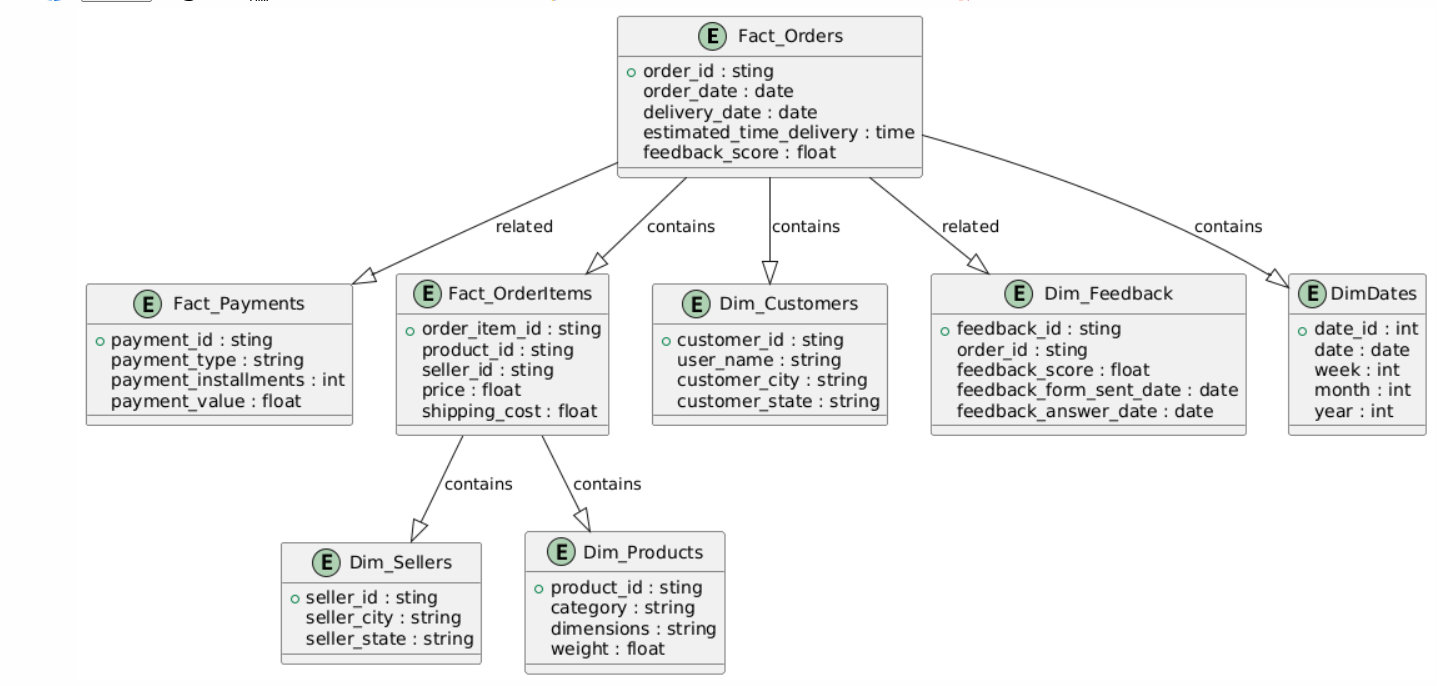 E Fact_Orders
order_id : sting
order_date : date
delivery_date : date
estimated_time_delivery : time
feedback_score : float
related
contains
contains
related
contains
E Fact_Payments
payment_id : sting
payment_type : string
payment_installments : int
payment_value : float
E Fact_OrderItems
order_item_id : sting
product_id : sting
seller_id : sting
price : float
shipping_cost : float
E Dim_Customers
customer_id : sting
user_name : string
customer_city : string
customer_state : string
E Dim_Feedback
feedback_id : sting
order_id : sting
feedback_score : float
feedback_form_sent_date : date
feedback_answer_date : date
E DimDates
date_id : int
date : date
week : int
month : int
year : int
contains
contains
E Dim_Sellers
seller_id : sting
seller_city : string
seller_state : string
E Dim_Products
product_id : sting
category : string
dimensions : string
weight : float